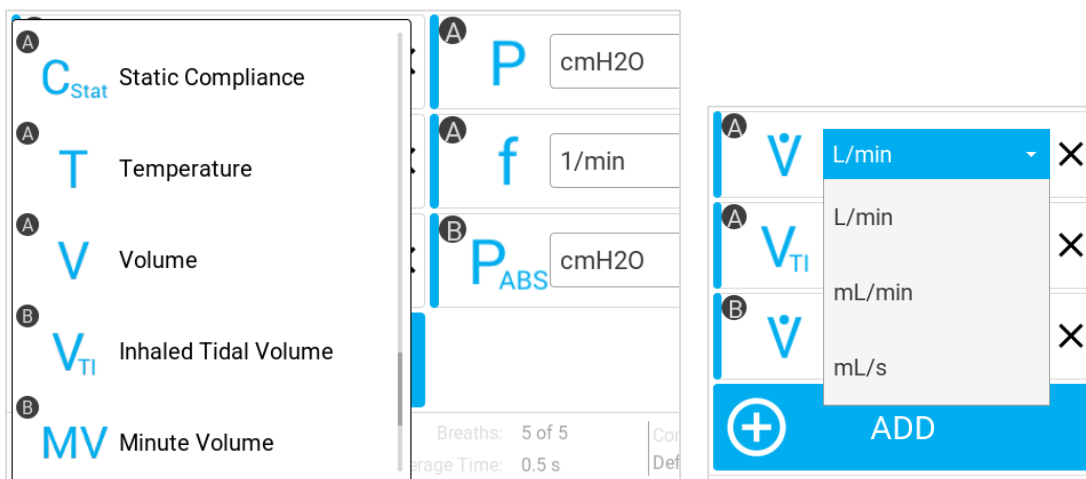 A
CStat Static Compliance
A
T Temperature
A
V Volume
B
VTI Inhaled Tidal Volume
B
MV Minute Volume
A
P cmH2O
A
f 1/min
B
PABS cmH2O
Breaths: 5 of 5
Time: 0.5 s
A
V̇ L/min
L/min
mL/min
mL/s
A
VTI
B
V̇
ADD